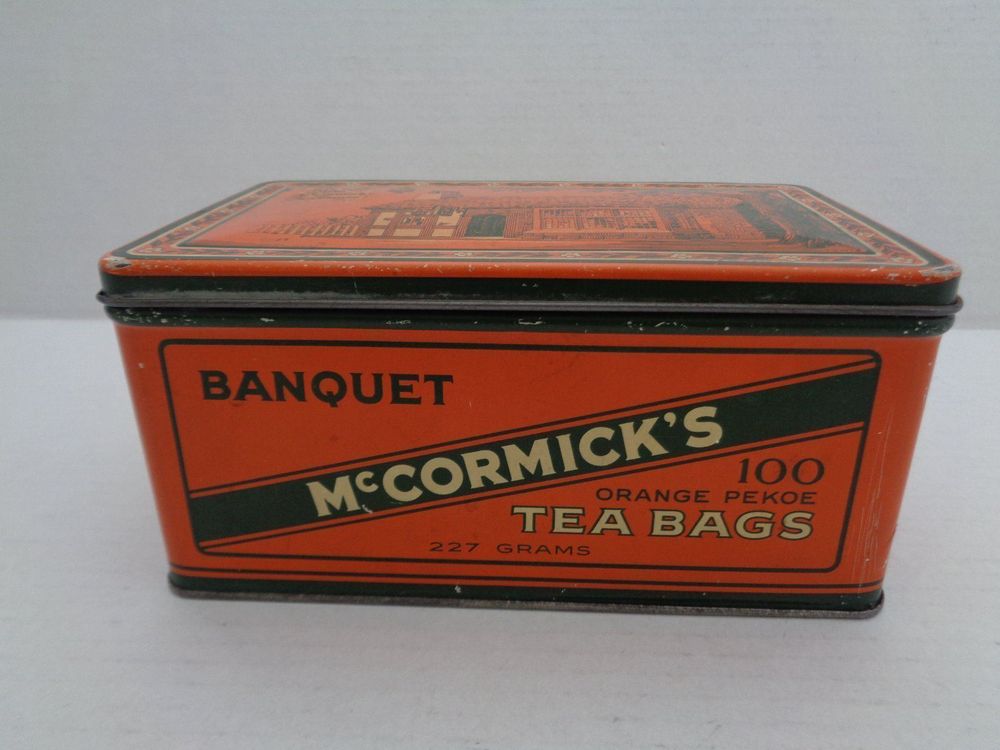 BANQUET
McCORMICK'S
100
ORANGE PEKOE
TEA BAGS
227 GRAMS